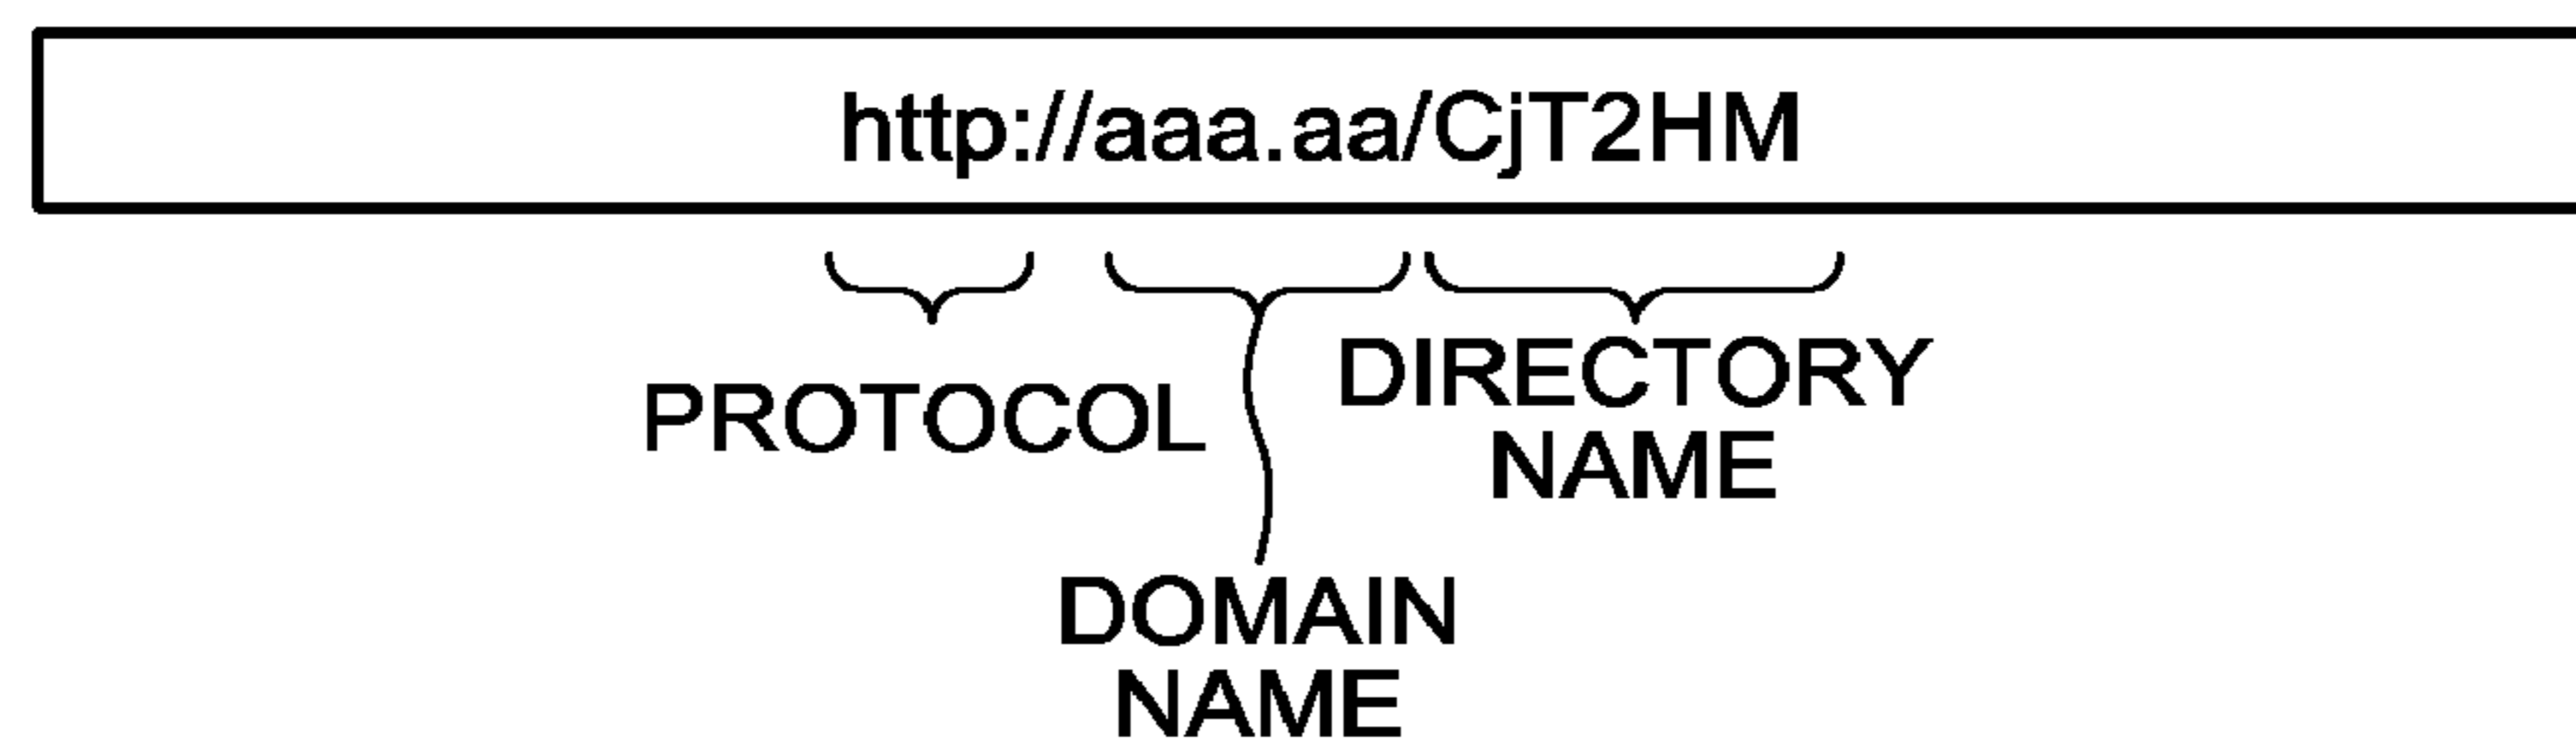 http://aaa.aa/CjT2HM
PROTOCOL
DIRECTORY
NAME
DOMAIN
NAME